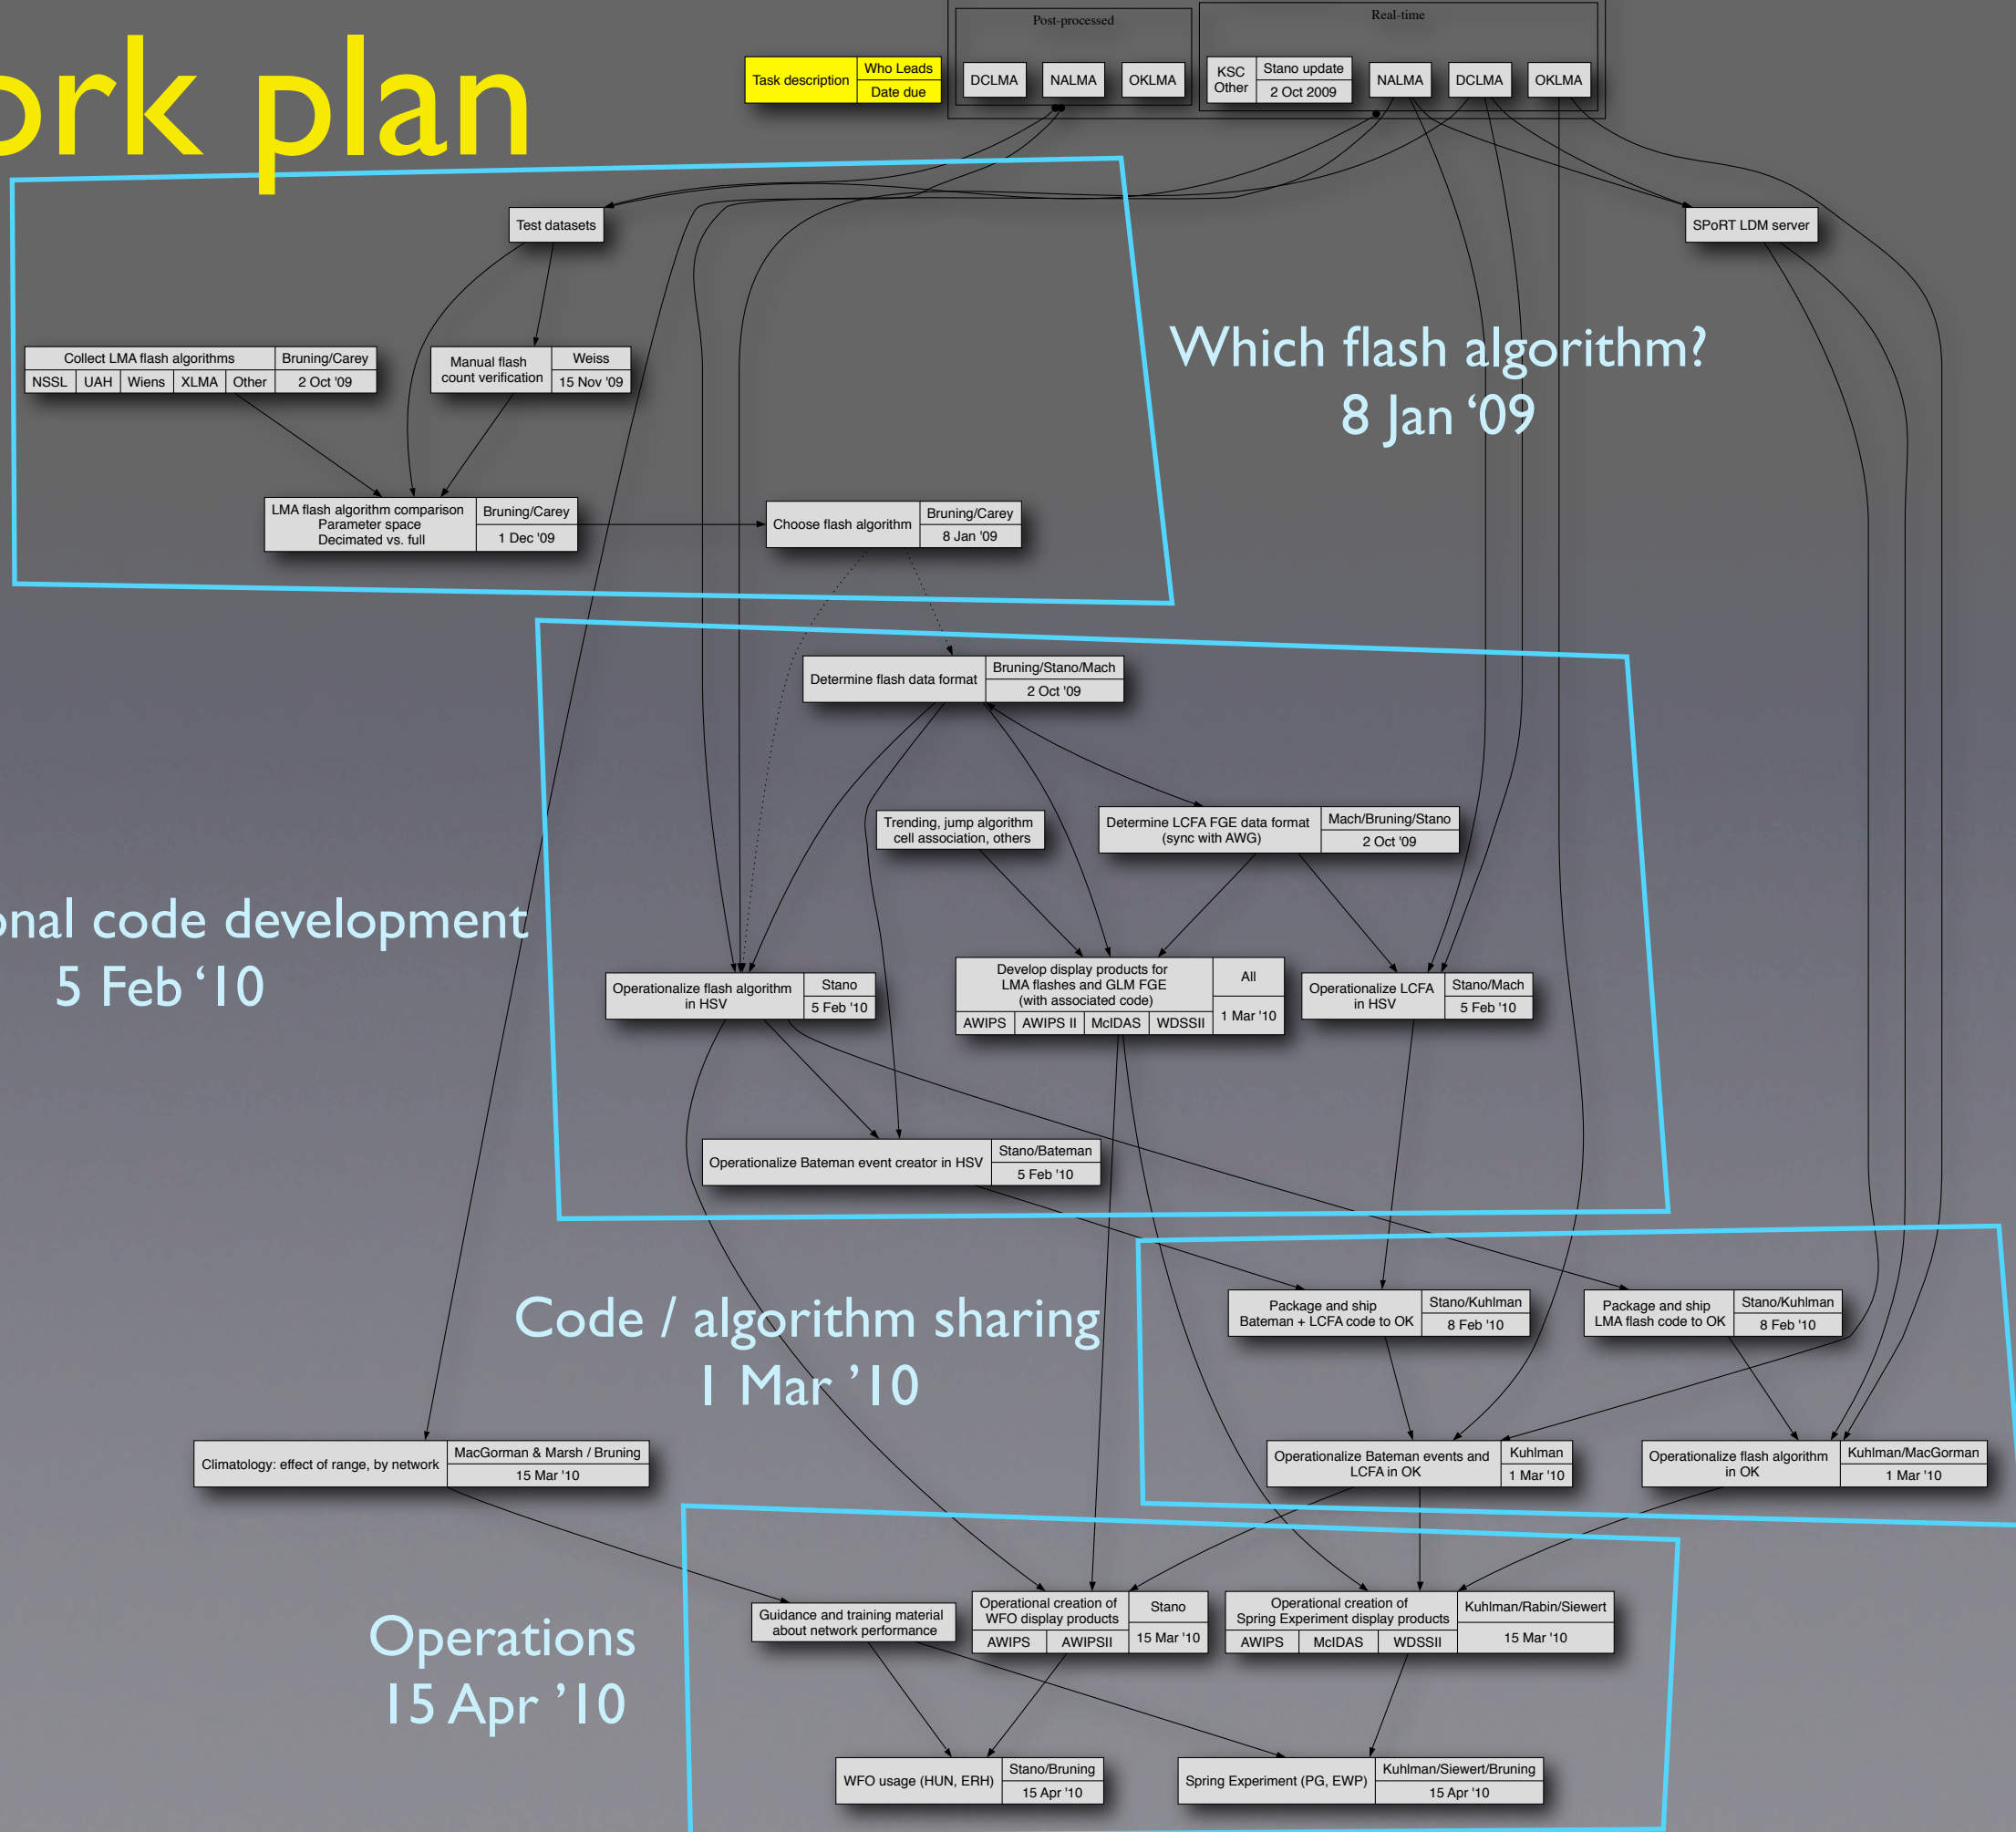 ork plan
Post-processed
Real-time
Task description
Who Leads
Date due
DCLMA
NALMA
OKLMA
KSC
Other
Stano update
2 Oct 2009
NALMA
DCLMA
OKLMA
Test datasets
SPoRT LDM server
Which flash algorithm?
8 Jan ‘09
Collect LMA flash algorithms
Bruning/Carey
NSSL
UAH
Wiens
XLMA
Other
2 Oct '09
Manual flash
count verification
Weiss
15 Nov '09
LMA flash algorithm comparison
Parameter space
Decimated vs. full
Bruning/Carey
1 Dec '09
Choose flash algorithm
Bruning/Carey
8 Jan '09
Determine flash data format
Bruning/Stano/Mach
2 Oct '09
Trending, jump algorithm
cell association, others
Determine LCFA FGE data format
(sync with AWG)
Mach/Bruning/Stano
2 Oct '09
onal code development
5 Feb ‘10
Operationalize flash algorithm
in HSV
Stano
5 Feb '10
Develop display products for
LMA flashes and GLM FGE
(with associated code)
All
1 Mar '10
AWIPS
AWIPS II
McIDAS
WDSSII
Operationalize LCFA
in HSV
Stano/Mach
5 Feb '10
Operationalize Bateman event creator in HSV
Stano/Bateman
5 Feb '10
Code / algorithm sharing
1 Mar ’10
Package and ship
Bateman + LCFA code to OK
Stano/Kuhlman
8 Feb '10
Package and ship
LMA flash code to OK
Stano/Kuhlman
8 Feb '10
Climatology: effect of range, by network
MacGorman & Marsh / Bruning
15 Mar '10
Operationalize Bateman events and
LCFA in OK
Kuhlman
1 Mar '10
Operationalize flash algorithm
in OK
Kuhlman/MacGorman
1 Mar '10
Operations
15 Apr ’10
Guidance and training material
about network performance
Operational creation of
WFO display products
Stano
15 Mar '10
AWIPS
AWIPSII
Operational creation of
Spring Experiment display products
Kuhlman/Rabin/Siewert
15 Mar '10
AWIPS
McIDAS
WDSSII
WFO usage (HUN, ERH)
Stano/Bruning
15 Apr '10
Spring Experiment (PG, EWP)
Kuhlman/Siewert/Bruning
15 Apr '10